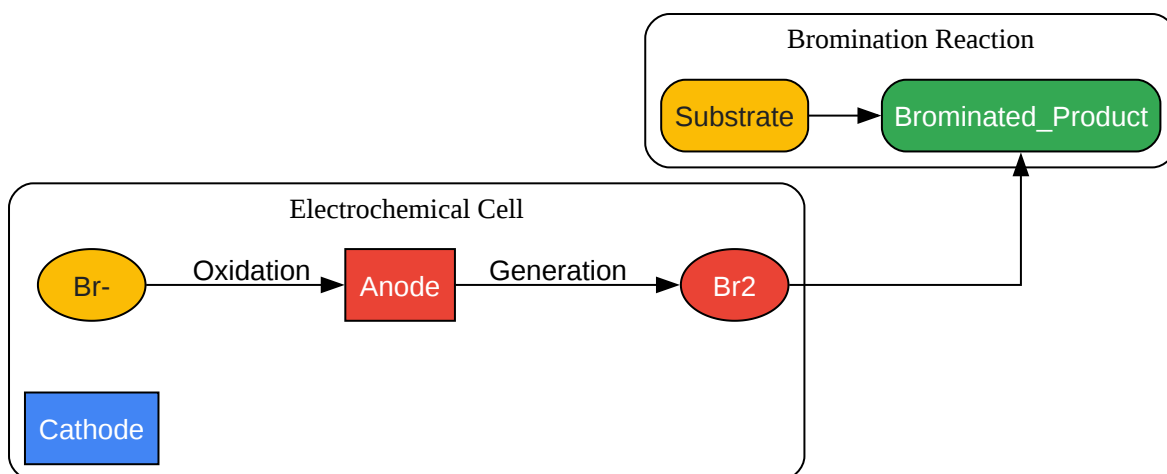 Bromination Reaction
Substrate
Brominated_Product
Electrochemical Cell
Br-
Oxidation
Anode
Generation
Br2
Cathode